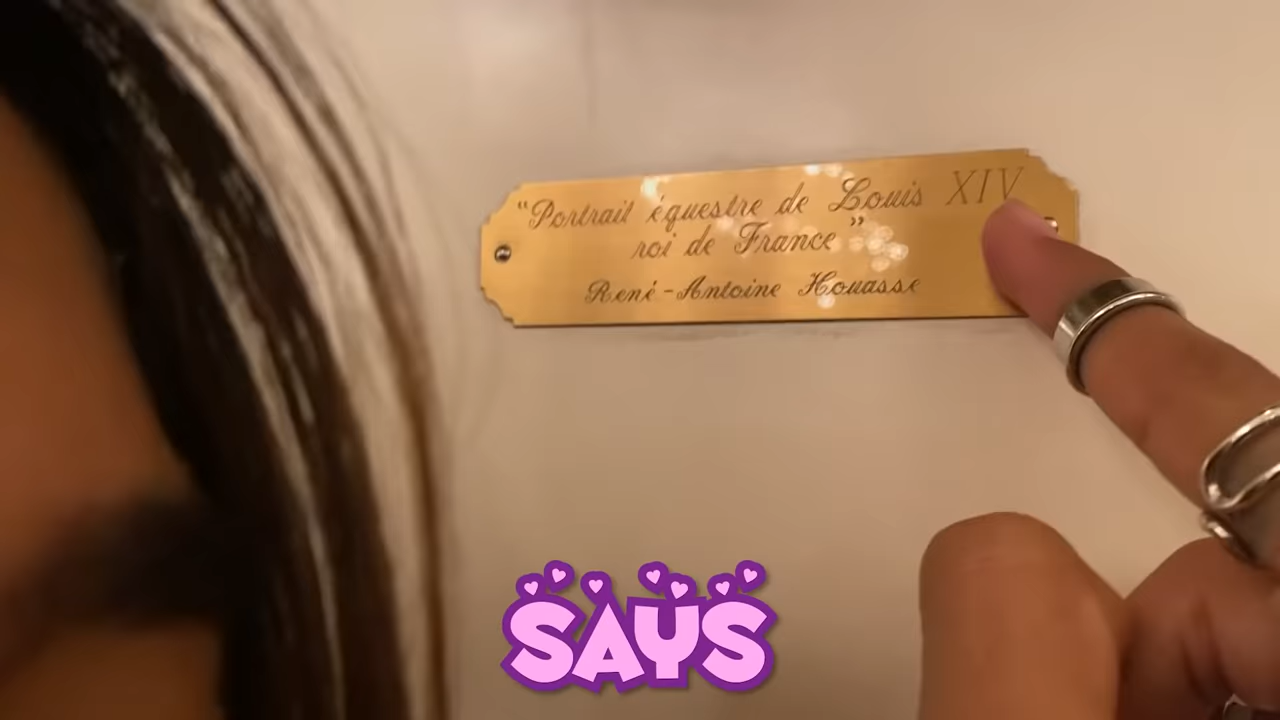 “Portrait équestre de Louis XIV
roi de France”
René-Antoine Houasse
SAYS